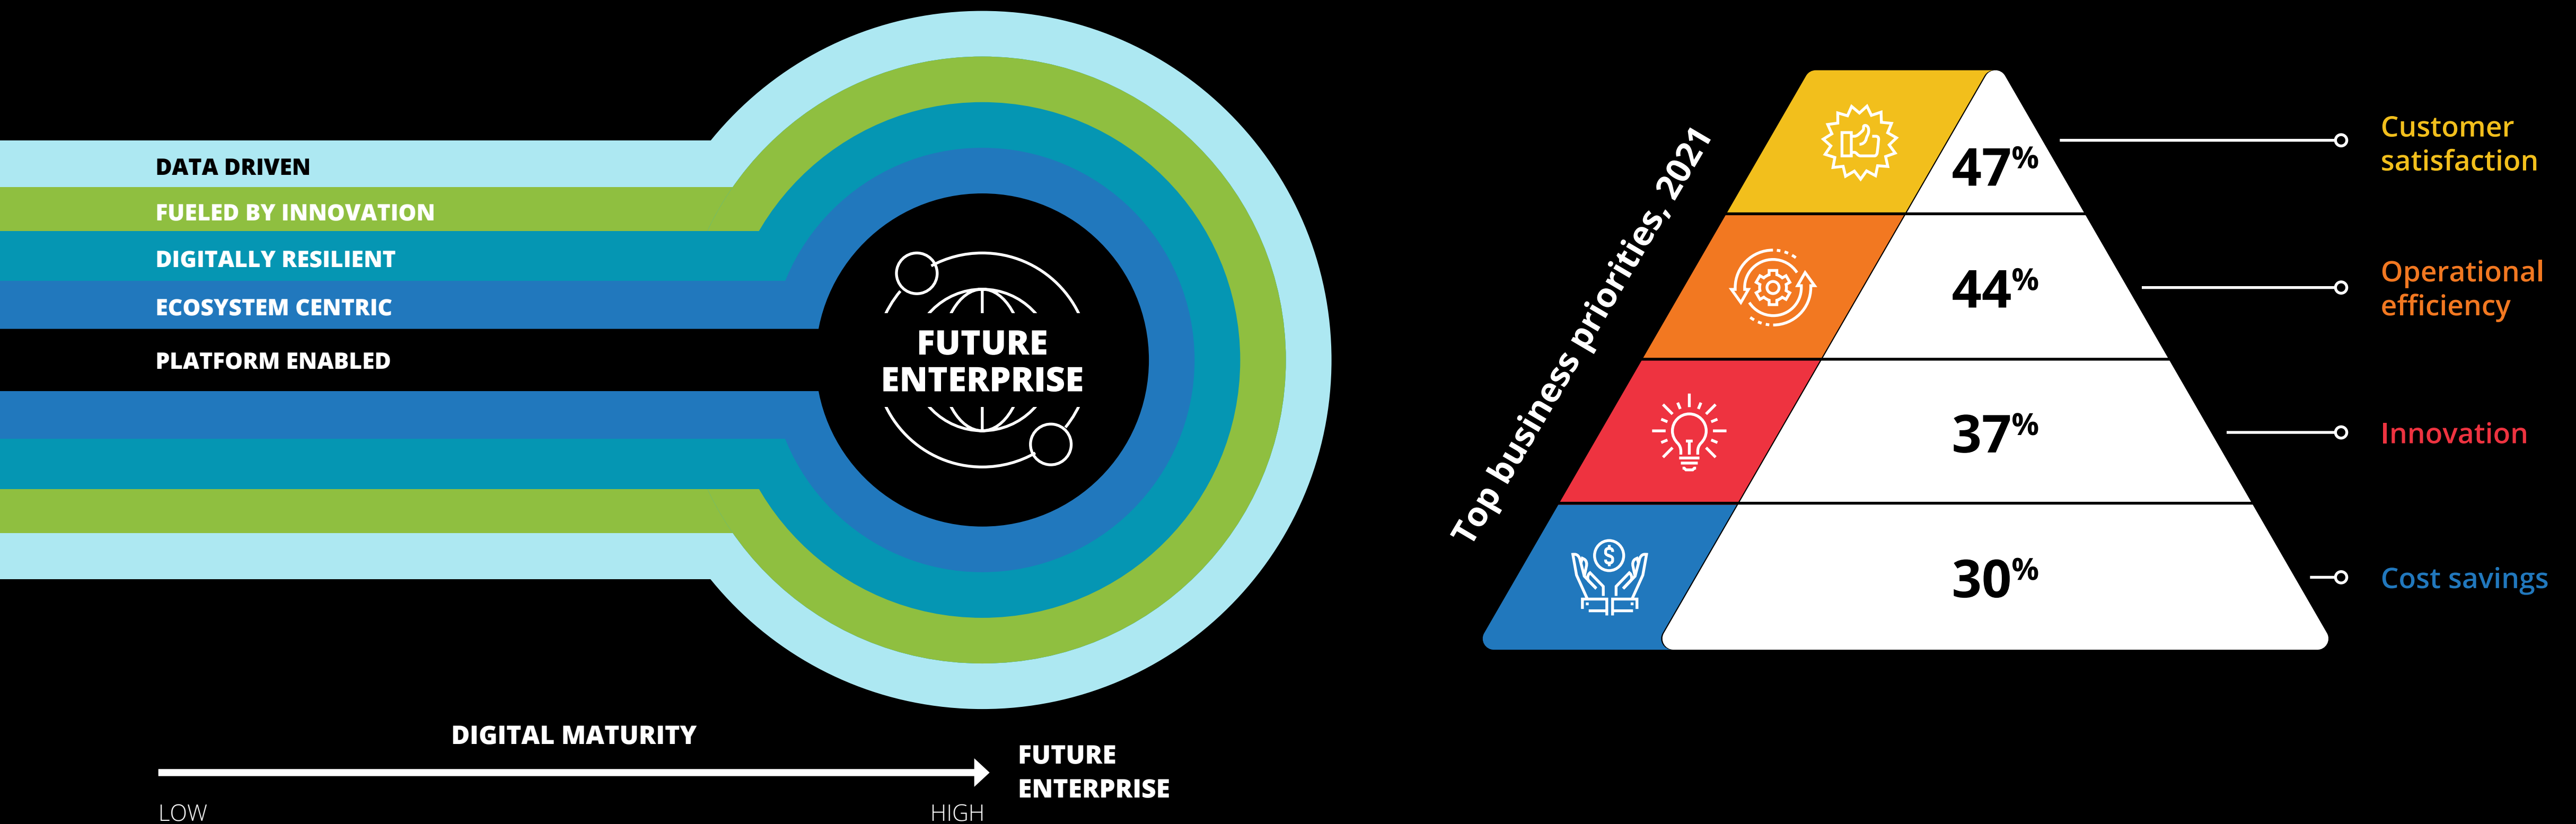 DATA DRIVEN
FUELED BY INNOVATION
DIGITALLY RESILIENT
ECOSYSTEM CENTRIC
PLATFORM ENABLED
FUTURE
ENTERPRISE
DIGITAL MATURITY
LOW
HIGH
FUTURE
ENTERPRISE
Top business priorities, 2021
47%
Customer
satisfaction
44%
Operational
efficiency
37%
Innovation
$
30%
Cost savings